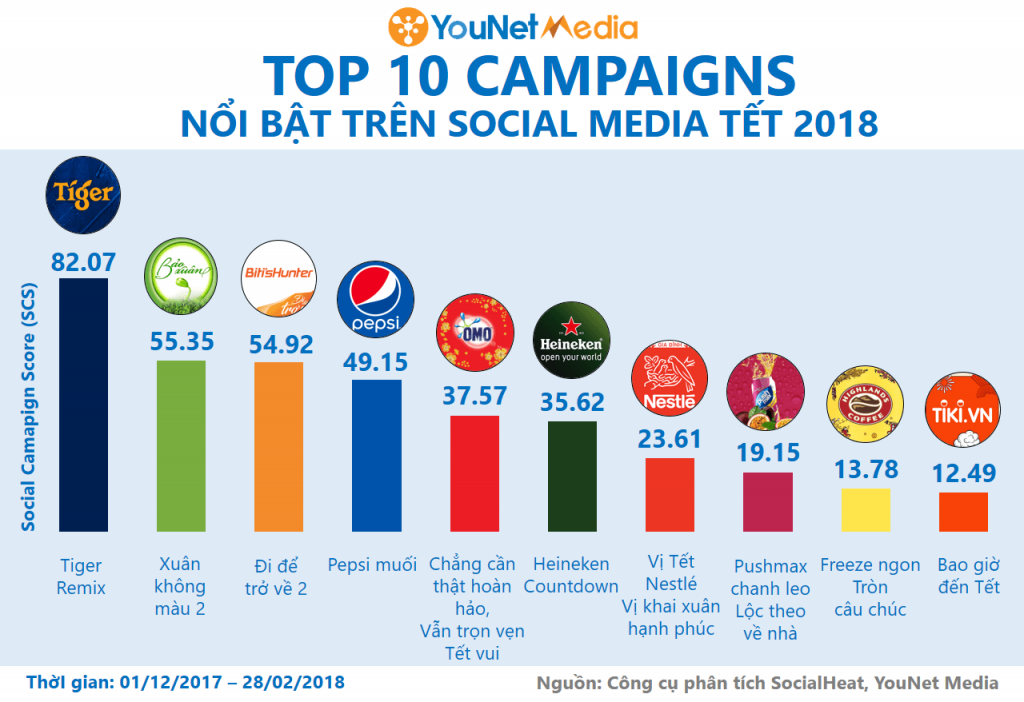 YouNet Media
TOP 10 CAMPAIGNS
NỔI BẬT TRÊN SOCIAL MEDIA TẾT 2018
Social Camapign Score (SCS)
Tiger
82.07
Bảo xuân
55.35
Biti'sHunter
54.92
pepsi
49.15
OMO
37.57
Heineken
open your world
35.62
GIA ĐÌNH
Nestlē
23.61
19.15
HIGHLANDS
COFFEE
13.78
TIKI.VN
12.49
Tiger
Remix
Xuân
không
màu 2
Đi để
trở về 2
Pepsi muối
Chẳng cần
thật hoàn
hảo,
Vẫn trọn vẹn
Tết vui
Heineken
Countdown
Vị Tết
Nestlé
Vị khai xuân
hạnh phúc
Pushmax
chanh leo
Lộc theo
về nhà
Freeze ngon
Tròn
câu chúc
Bao giờ
đến Tết
Thời gian: 01/12/2017 – 28/02/2018
Nguồn: Công cụ phân tích SocialHeat, YouNet Media